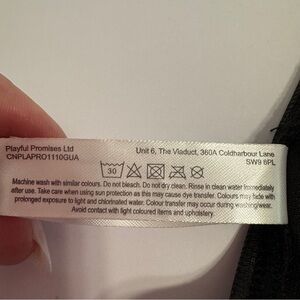 Playful Promises Ltd
CNPLAPRO1110GUA
Unit 6, The Viaduct, 360A Coldharbour Lane
SW9 8PL
30
Machine wash with similar colours. Do not bleach. Do not dry clean. Rinse in clean water immediately
after use. Take care when using sun protection as this may cause dye transfer. Colours may fade with
prolonged exposure to light and chlorinated water. Colour transfer may occur during washing/wear.
Avoid contact with light coloured items and upholstery.